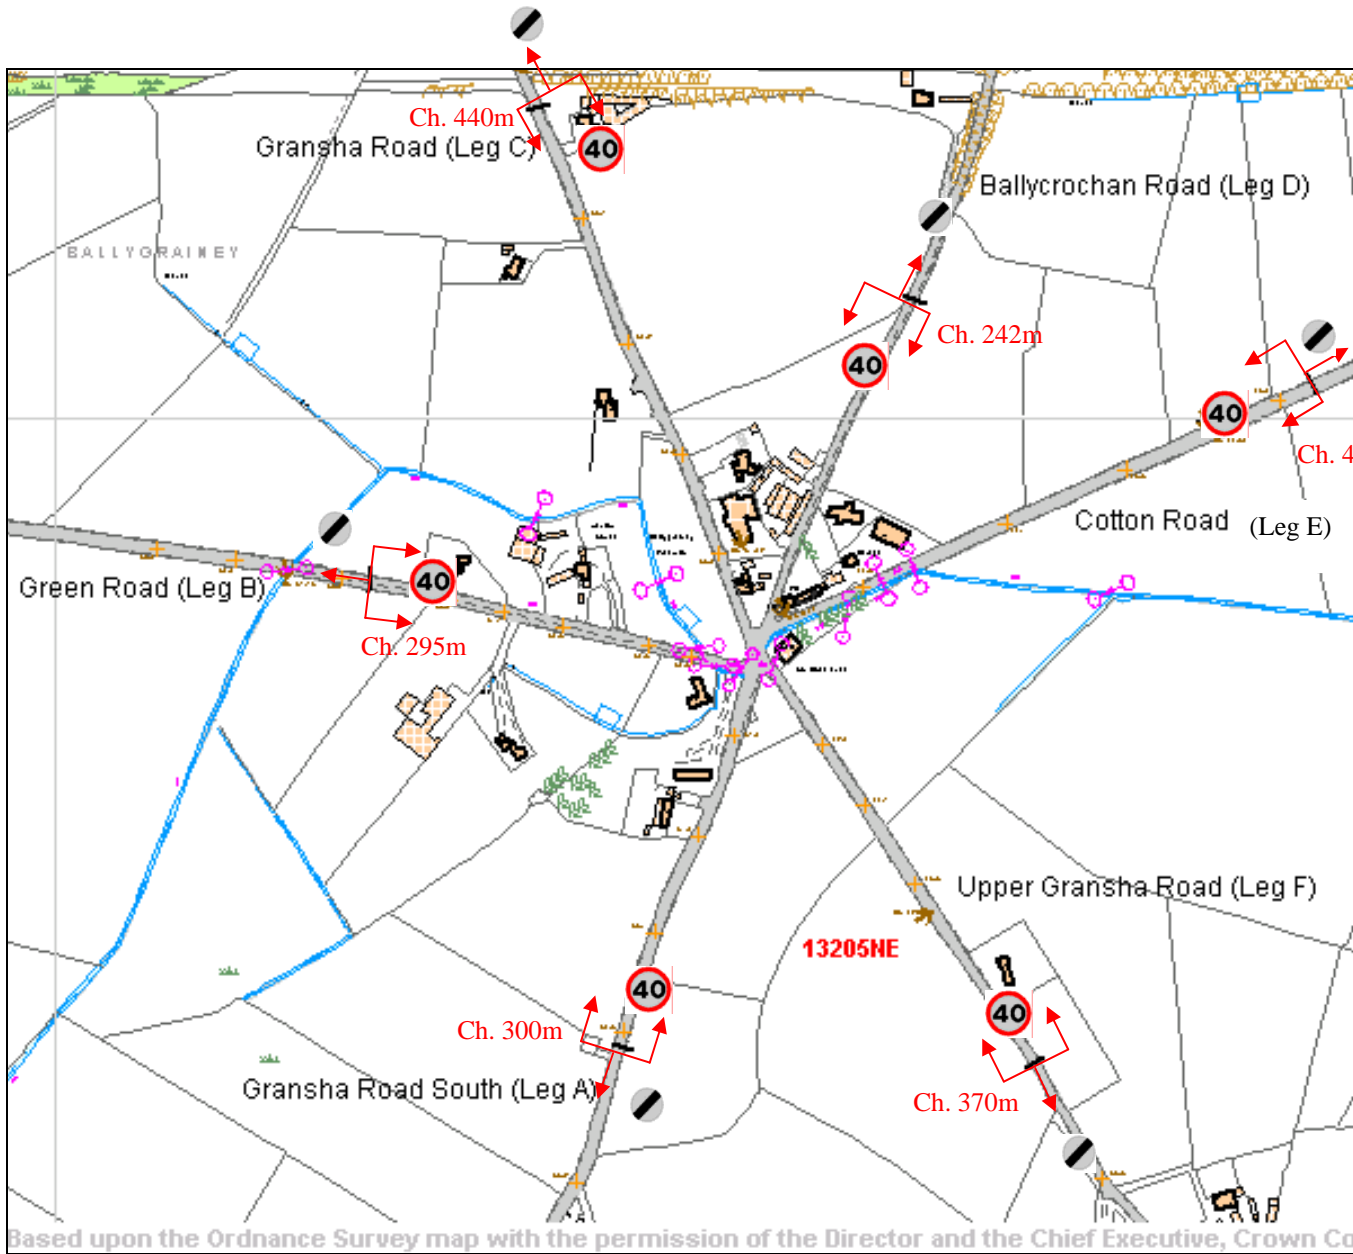 Ch. 440m
Gransha Road (Leg C)
40
Ballycrochan Road (Leg D)
BALLYGRAINEY
Ch. 242m
40
40
Ch. 4
Cotton Road (Leg E)
40
Green Road (Leg B)
Ch. 295m
Upper Gransha Road (Leg F)
13205NE
40
40
Ch. 300m
Gransha Road South (Leg A)
Ch. 370m
Based upon the Ordnance Survey map with the permission of the Director and the Chief Executive, Crown Co